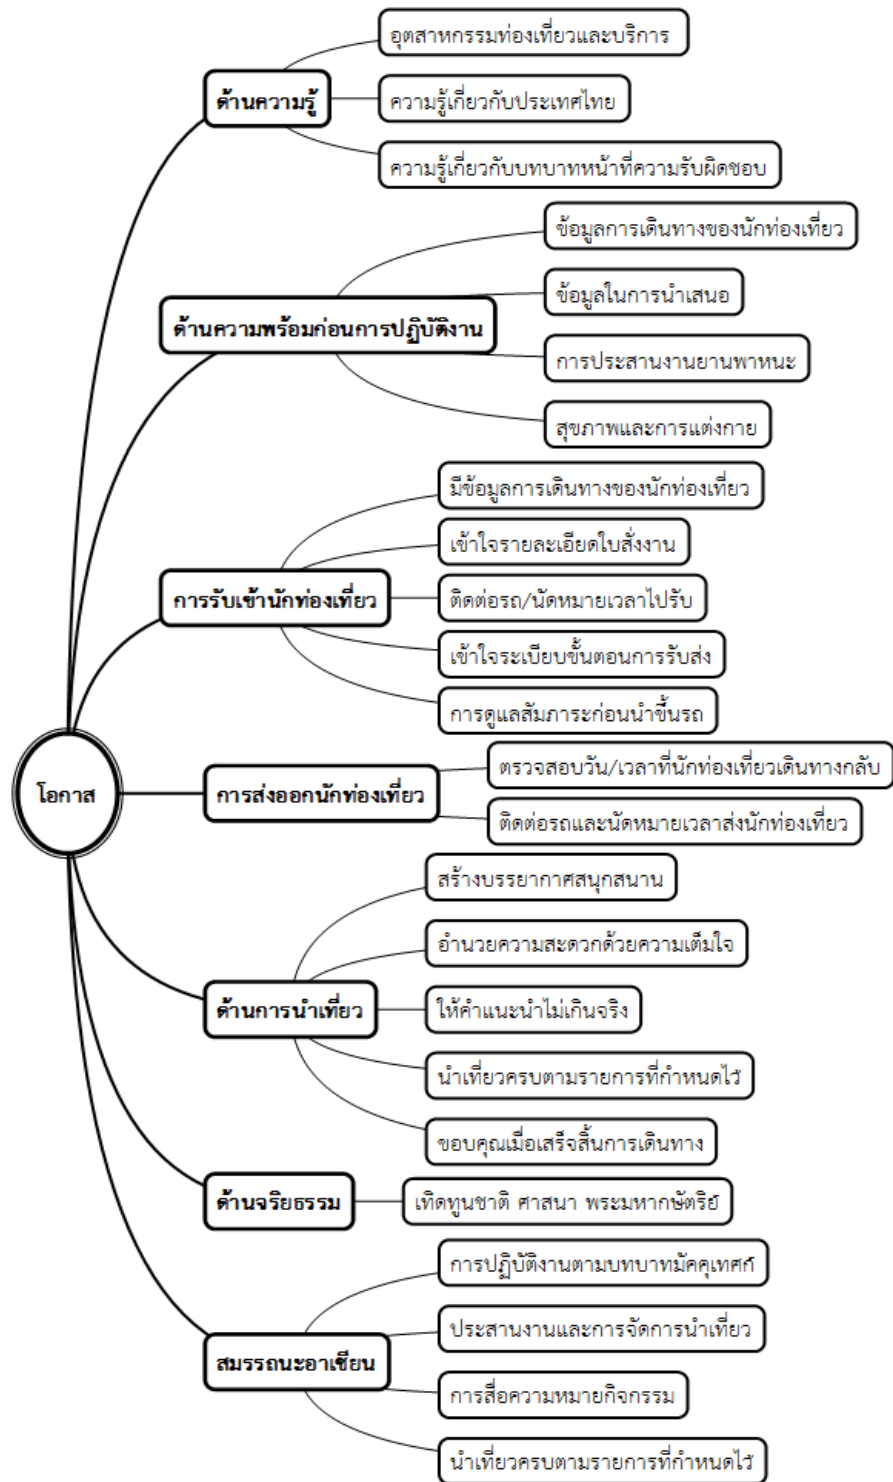 โอกาส
ด้านความรู้
อุตสาหกรรมท่องเที่ยวและบริการ
ความรู้เกี่ยวกับประเทศไทย
ความรู้เกี่ยวกับบทบาทหน้าที่ความรับผิดชอบ
ด้านความพร้อมก่อนการปฏิบัติงาน
ข้อมูลการเดินทางของนักท่องเที่ยว
ข้อมูลในการนำเสนอ
การประสานงานยานพาหนะ
สุขภาพและการแต่งกาย
การรับเข้านักท่องเที่ยว
มีข้อมูลการเดินทางของนักท่องเที่ยว
เข้าใจรายละเอียดใบสั่งงาน
ติดต่อรถ/นัดหมายเวลาไปรับ
เข้าใจระเบียบขั้นตอนการรับส่ง
การดูแลสัมภาระก่อนนำขึ้นรถ
การส่งออกนักท่องเที่ยว
ตรวจสอบวัน/เวลาที่นักท่องเที่ยวเดินทางกลับ
ติดต่อรถและนัดหมายเวลาส่งนักท่องเที่ยว
ด้านการนำเที่ยว
สร้างบรรยากาศสนุกสนาน
อำนวยความสะดวกด้วยความเต็มใจ
ให้คำแนะนำไม่เกินจริง
นำเที่ยวครบตามรายการที่กำหนดไว้
ขอบคุณเมื่อเสร็จสิ้นการเดินทาง
ด้านจริยธรรม
เทิดทูนชาติ ศาสนา พระมหากษัตริย์
สมรรถนะอาเซียน
การปฏิบัติงานตามบทบาทมัคคุเทศก์
ประสานงานและการจัดการนำเที่ยว
การสื่อความหมายกิจกรรม
นำเที่ยวครบตามรายการที่กำหนดไว้